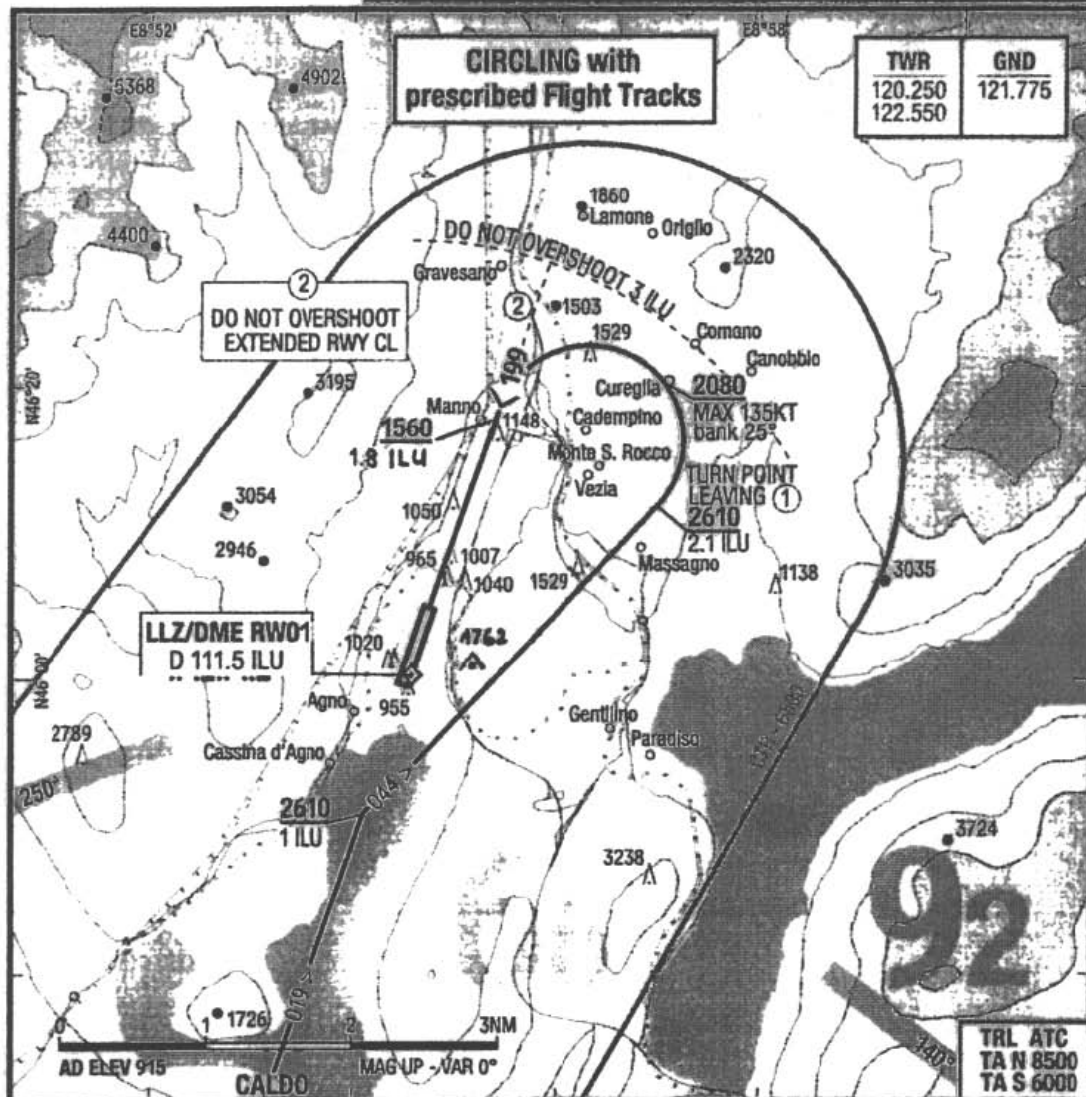 E8°52'
E8°58'
5368
4902
CIRCLING with
prescribed Flight Tracks
TWR
120.250
122.550
GND
121.775
1860
Lamone
Origlio
4400
DO NOT OVERSHOOT 3 ILU
2320
Gravesano
2
DO NOT OVERSHOOT
EXTENDED RWY CL
2
1503
1529
Comano
Canobbio
N46°20'
3195
199
Cureglia
2080
MAX 135KT
bank 25°
Manno
1560
1.8 ILU
1148
Cadempino
Monte S. Rocco
Vezia
TURN POINT
LEAVING 1
2610
2.1 ILU
3054
1050
2946
965
1007
1040
1529
Massagno
1138
3035
LLZ/DME RW01
D 111.5 ILU
1020
1762
N46°00'
955
Agno
Gentilino
Paradiso
2789
Cassina d'Agno
250°
044 >
2610
1 ILU
3724
3238
92
019 >
1726
0
1
2
3NM
AD ELEV 915
MAG UP - VAR 0°
CALDO
140°
TRL ATC
TA N 8500
TA S 6000